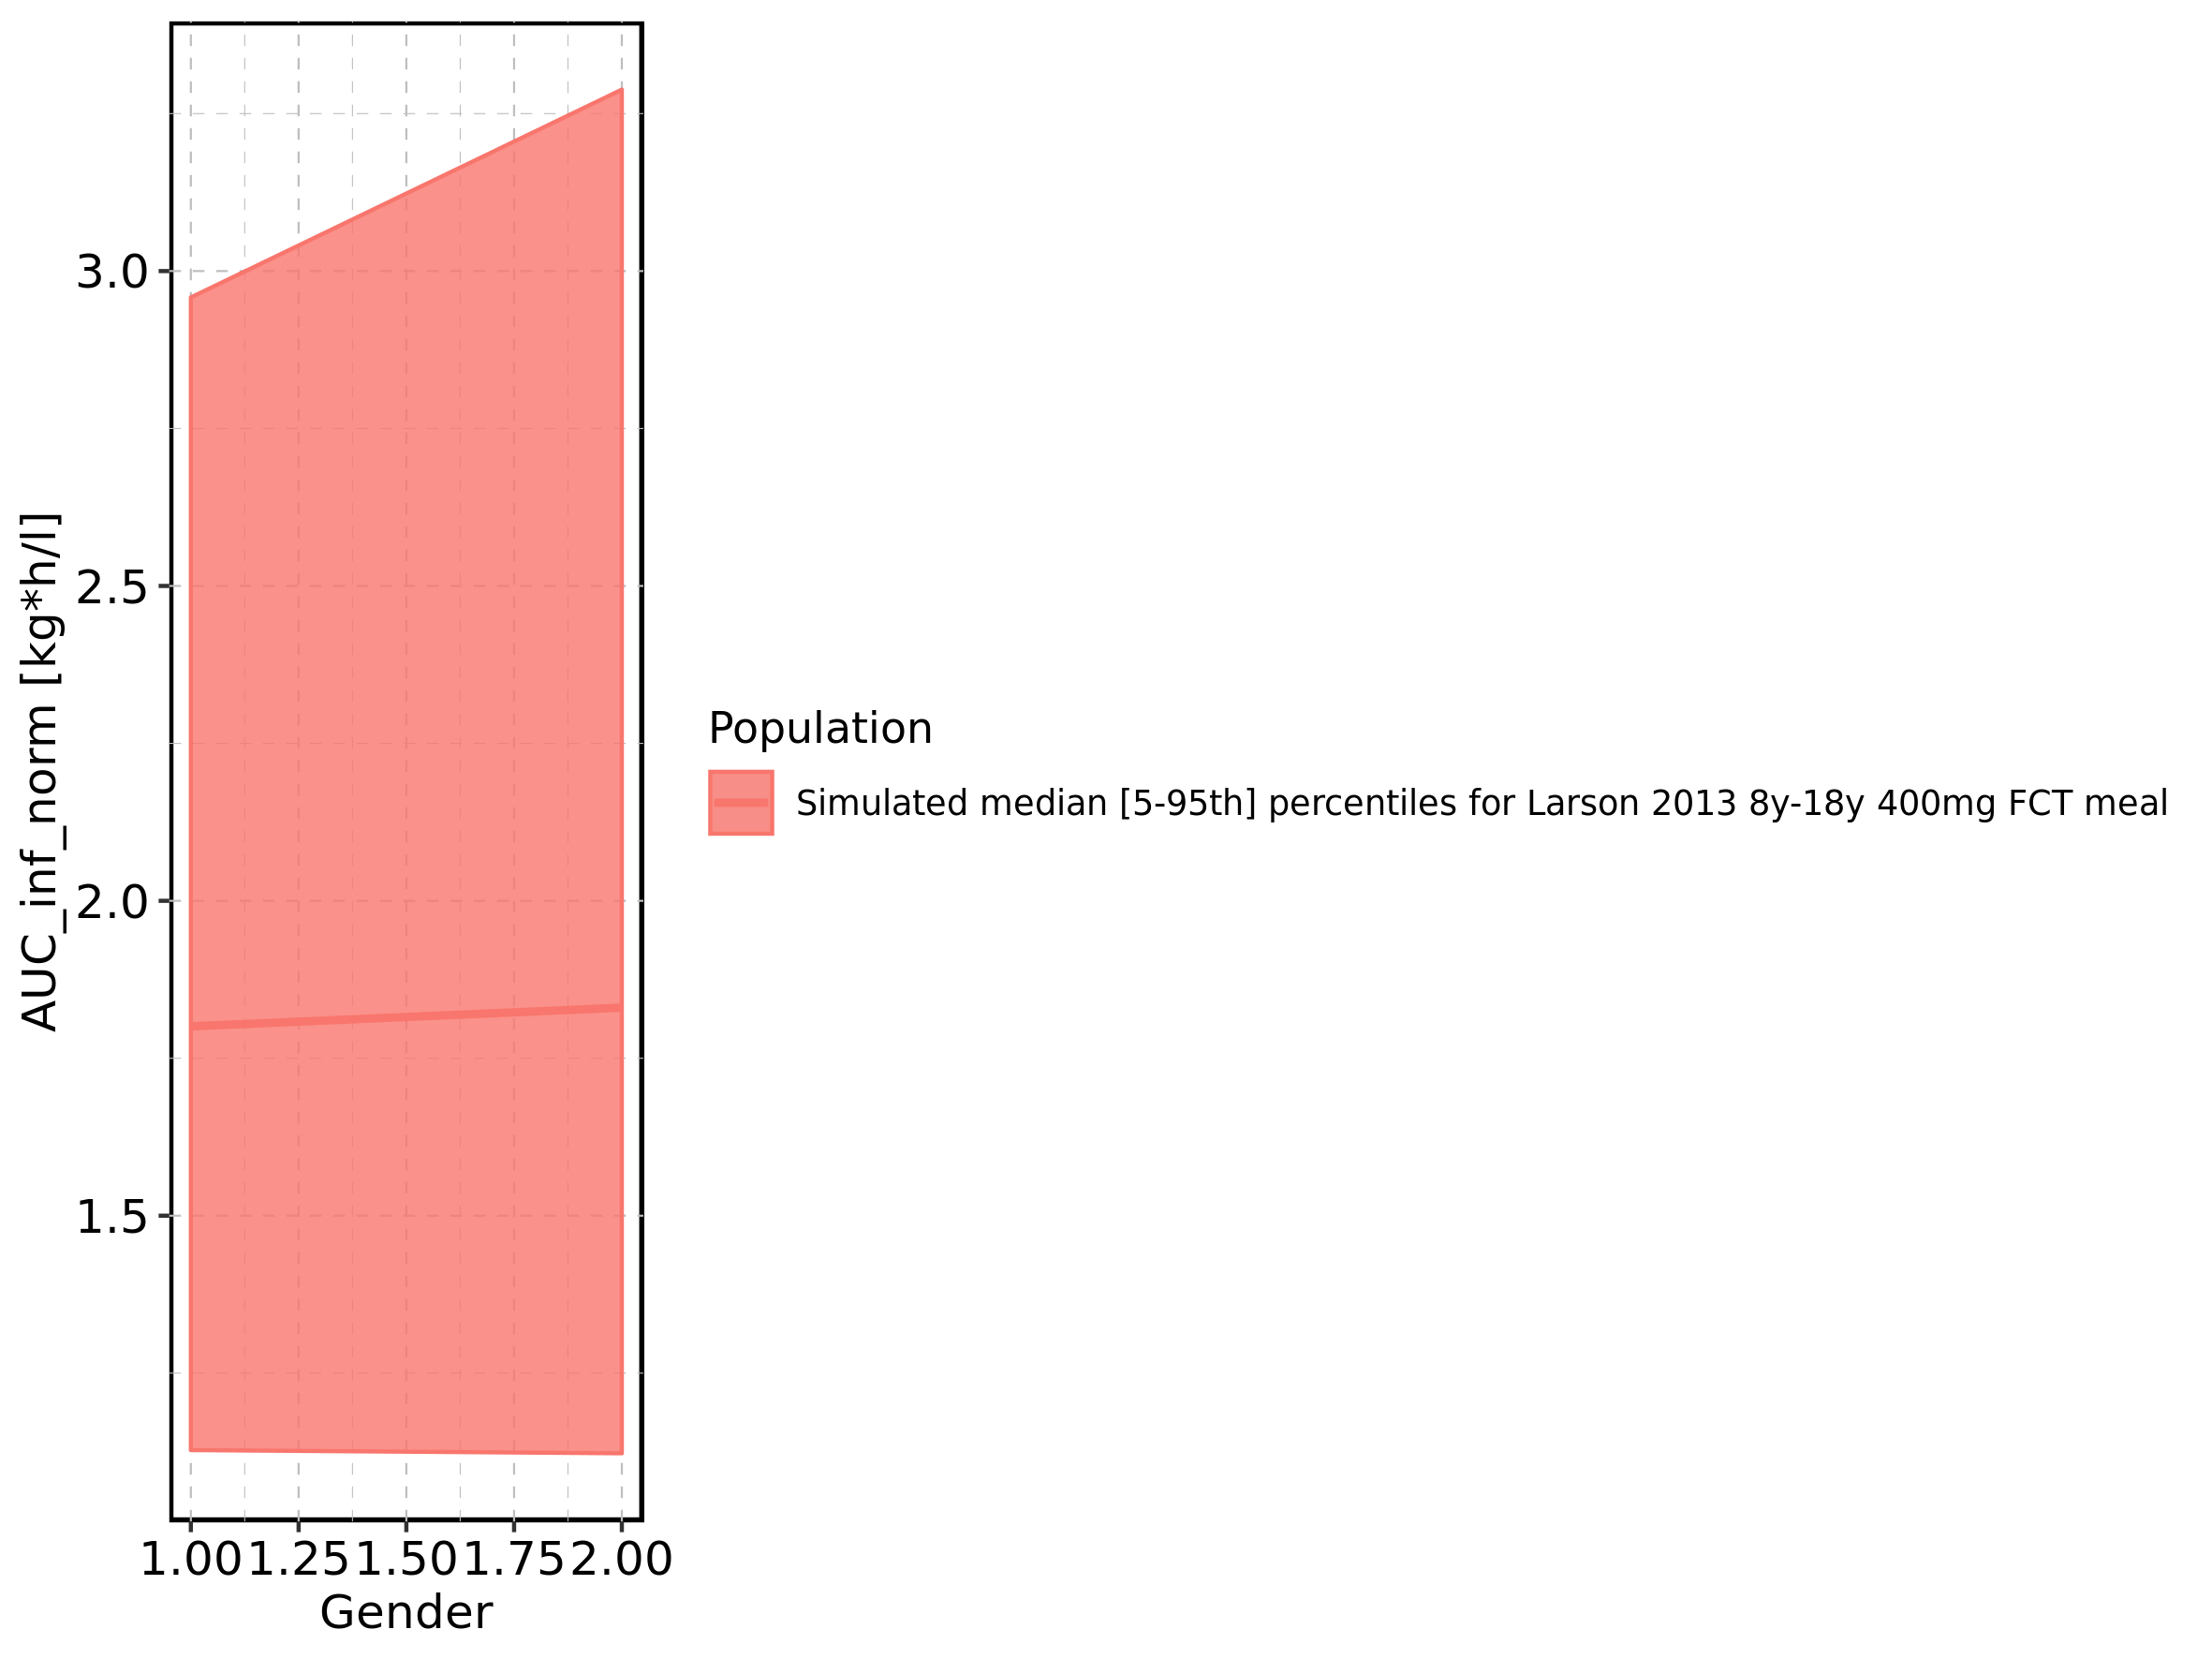 AUC_inf_norm [kg*h/l]
3.0
2.5
2.0
1.5
1.00 1.25 1.50 1.75 2.00
Gender
Population
Simulated median [5-95th] percentiles for Larson 2013 8y-18y 400mg FCT meal